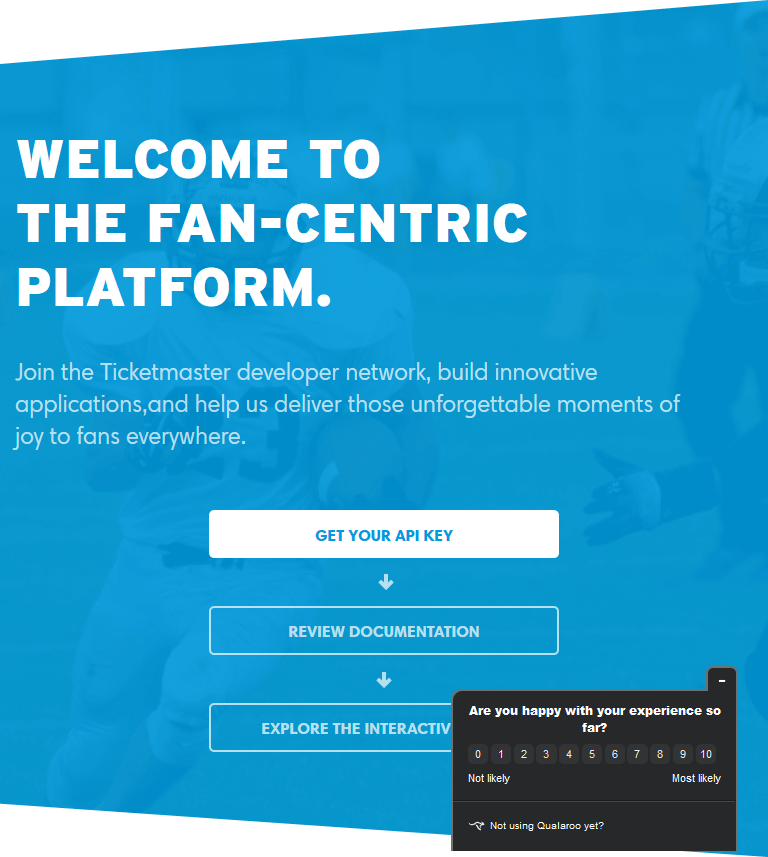 WELCOME TO
THE FAN-CENTRIC
PLATFORM.
Join the Ticketmaster developer network, build innovative
applications,and help us deliver those unforgettable moments of
joy to fans everywhere.
GET YOUR API KEY
REVIEW DOCUMENTATION
EXPLORE THE INTERACTIV
Are you happy with your experience so
far?
0 1 2 3 4 5 6 7 8 9 10
Not likely Most likely
Not using Qualaroo yet?